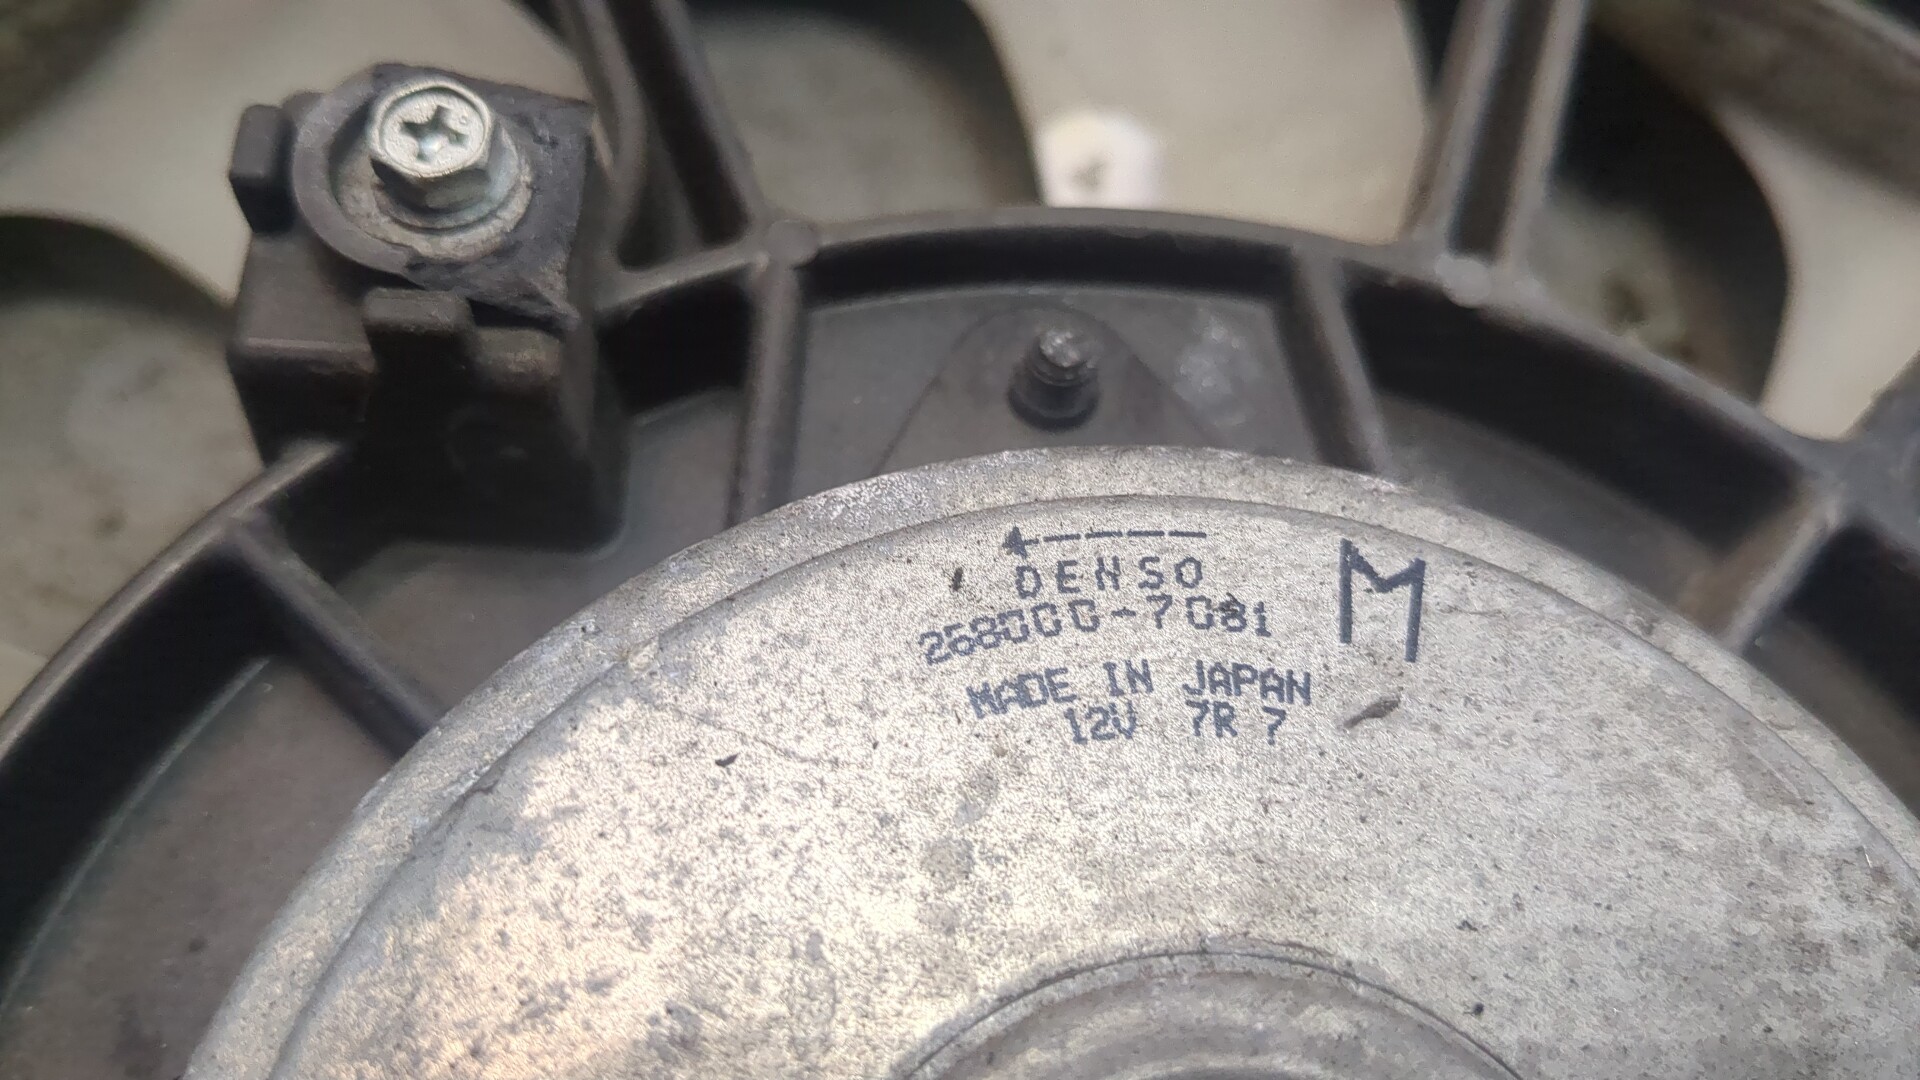 DENSO
M
268000-7081
MADE IN JAPAN
12V 7R 7